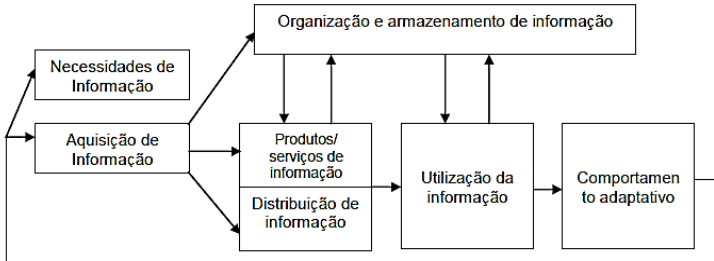 Organização e armazenamento de informação
Necessidades de
Informação
Aquisição de
Informação
Produtos/
serviços de
informação
Distribuição de
informação
Utilização da
informação
Comportamen
to adaptativo